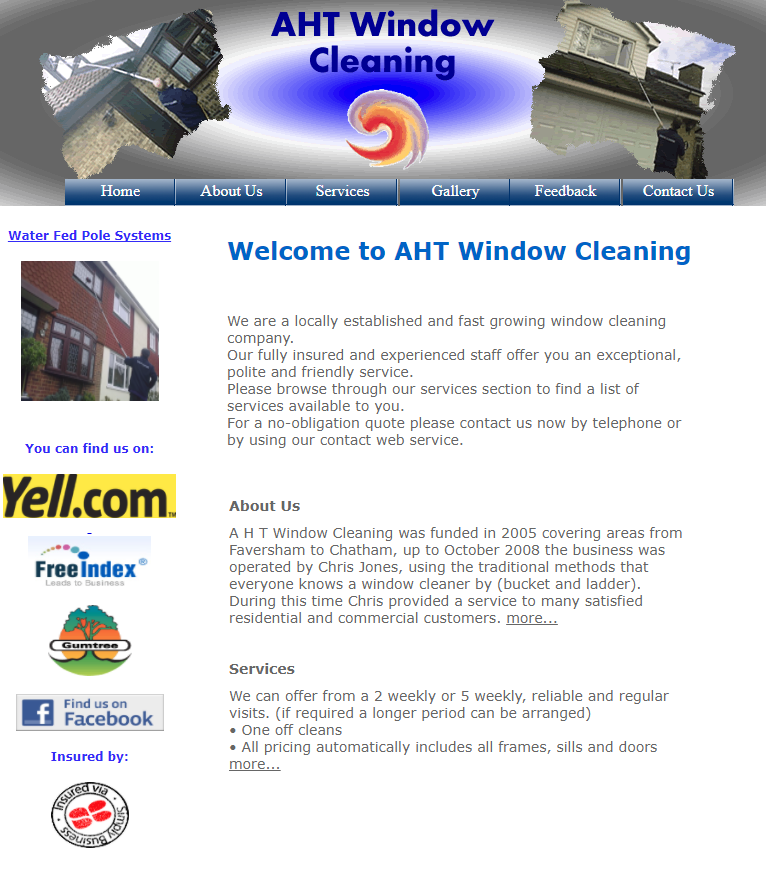 AHT Window
Cleaning
Home
About Us
Services
Gallery
Feedback
Contact Us
Water Fed Pole Systems
You can find us on:
Yell.com™
FreeIndex®
Leads to Business
Gumtree
Find us on
Facebook
Insured by:
Insured via
Simply Business
Welcome to AHT Window Cleaning
We are a locally established and fast growing window cleaning
company.
Our fully insured and experienced staff offer you an exceptional,
polite and friendly service.
Please browse through our services section to find a list of
services available to you.
For a no-obligation quote please contact us now by telephone or
by using our contact web service.
About Us
A H T Window Cleaning was funded in 2005 covering areas from
Faversham to Chatham, up to October 2008 the business was
operated by Chris Jones, using the traditional methods that
everyone knows a window cleaner by (bucket and ladder).
During this time Chris provided a service to many satisfied
residential and commercial customers. more...
Services
We can offer from a 2 weekly or 5 weekly, reliable and regular
visits. (if required a longer period can be arranged)
• One off cleans
• All pricing automatically includes all frames, sills and doors
more...